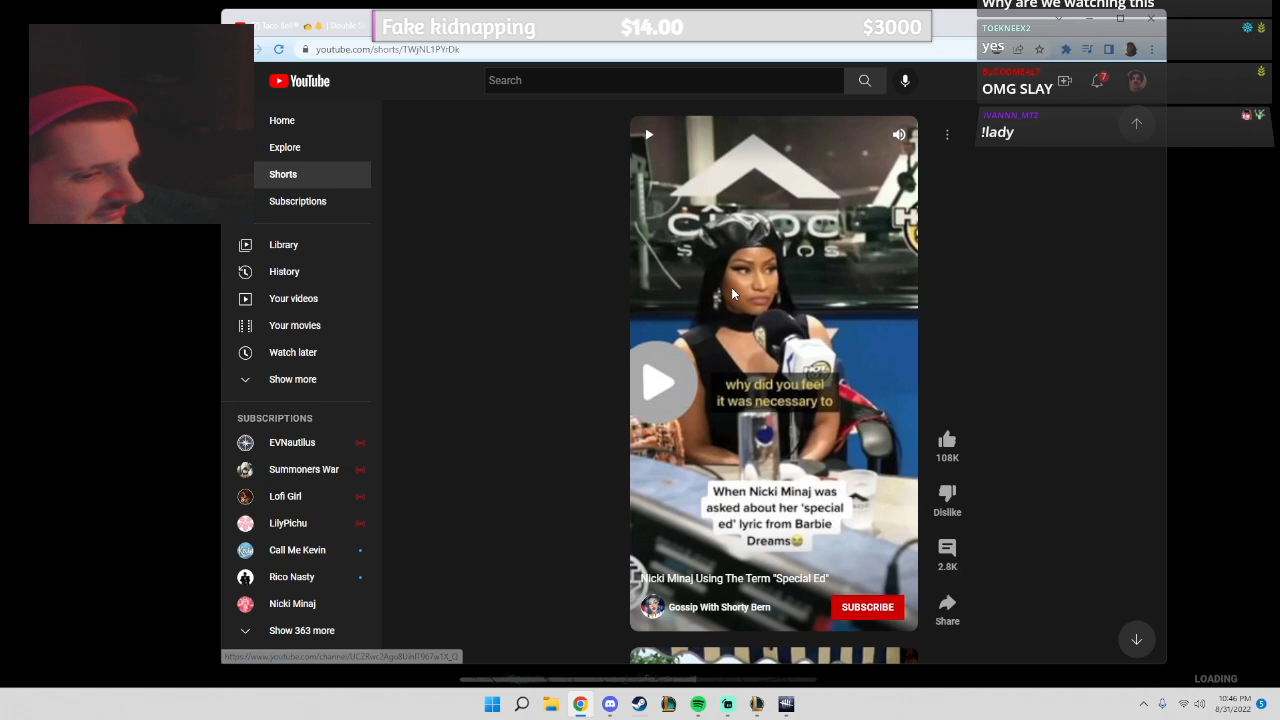 Fake kidnapping $14.00 $3000
Why are we watching this
TOEKNEEX2
yes
OMG SLAY
IVANNN_MTZ
!lady
Taco Bell
Double
youtube.com/shorts/TWjNL1PYrDk
YouTube
Search
7
Home
Explore
Shorts
Subscriptions
Library
History
Your videos
Your movies
Watch later
Show more
SUBSCRIPTIONS
EVNautilus
Summoners War
Lofi Girl
LilyPichu
Call Me Kevin
Rico Nasty
Nicki Minaj
Show 363 more
why did you feel
it was necessary to
When Nicki Minaj was
asked about her 'special
ed' lyric from Barbie
Dreams😭
Nicki Minaj Using The Term "Special Ed"
Gossip With Shorty Bern
SUBSCRIBE
108K
Dislike
2.8K
Share
LOADING
10:46 PM
8/31/2022
5